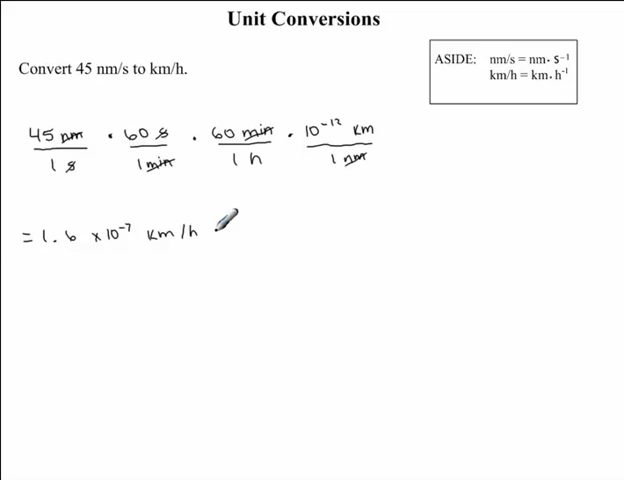 Unit Conversions
ASIDE: nm/s = nm · s⁻¹
km/h = km · h⁻¹
Convert 45 nm/s to km/h.
45 nm · 60 s · 60 min · 10⁻¹² km
1 s 1 min 1 h 1 nm
= 1.6 × 10⁻⁷ km/h